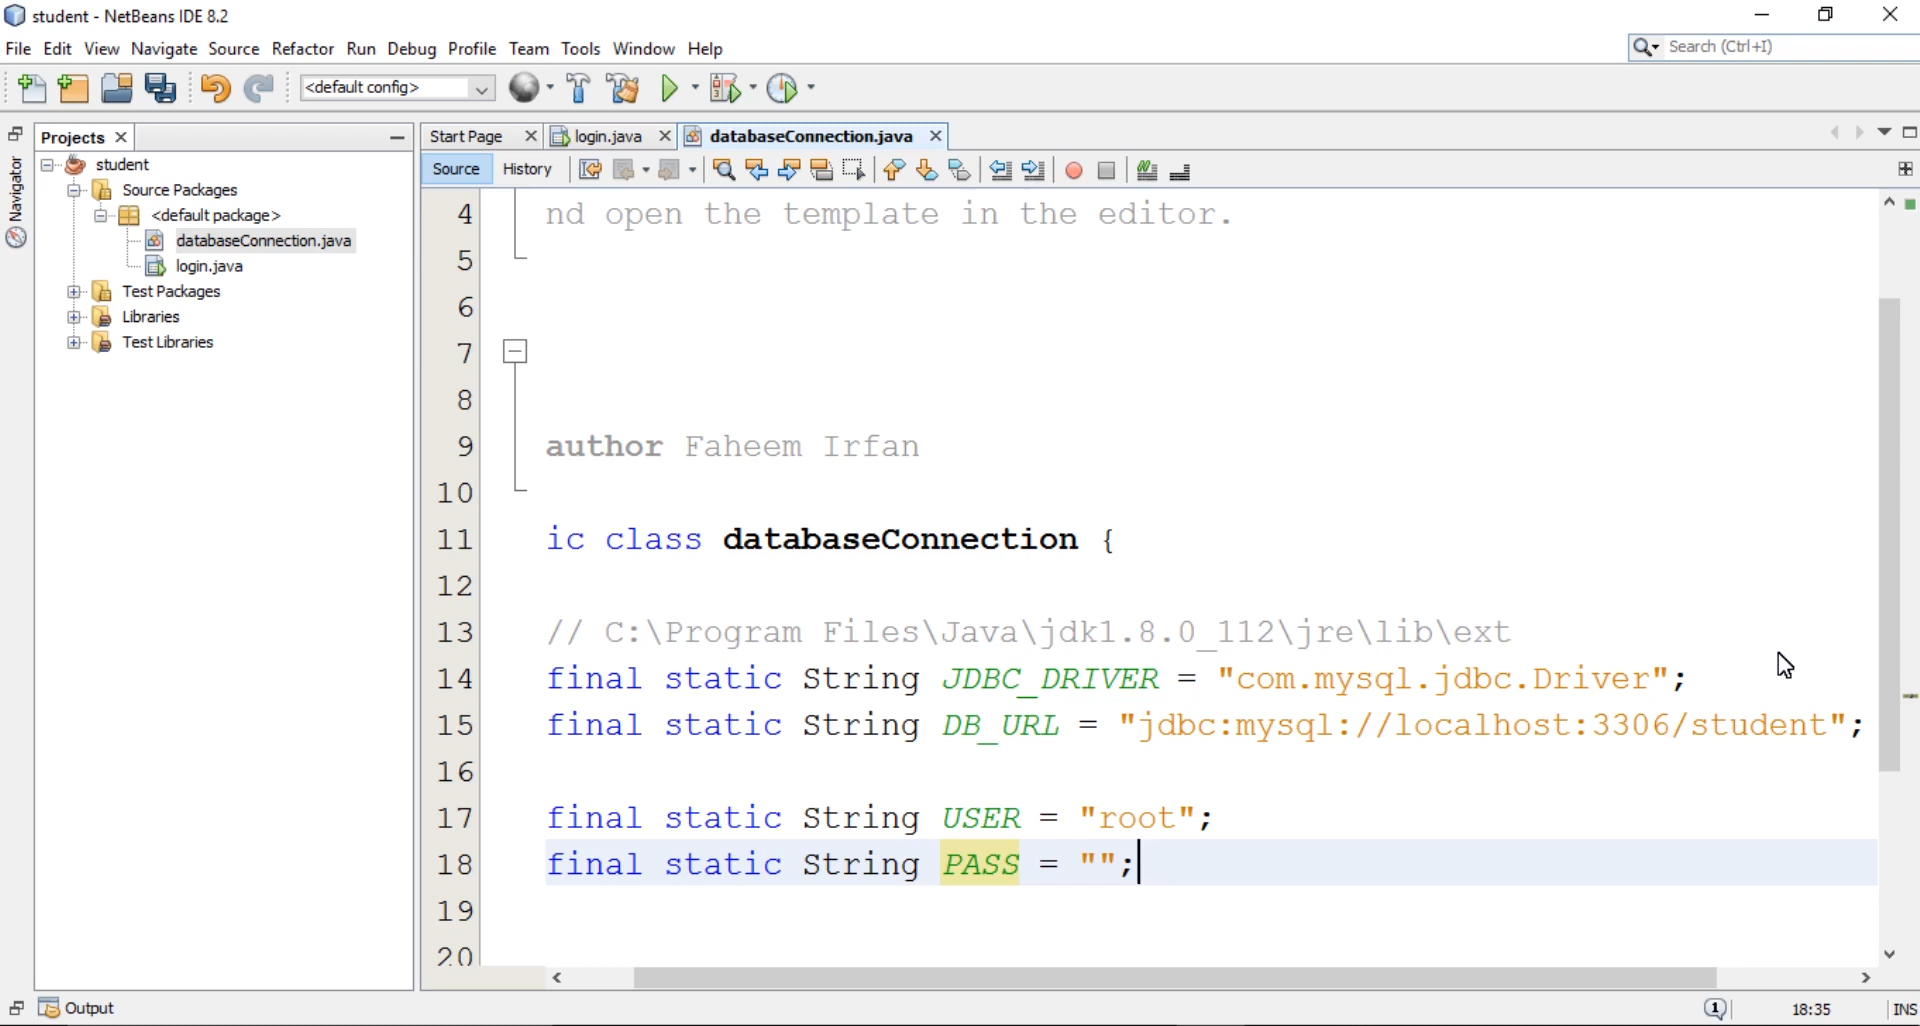 student - NetBeans IDE 8.2
File Edit View Navigate Source Refactor Run Debug Profile Team Tools Window Help
Search (Ctrl+I)
<default config>
Projects
Start Page
login.java
databaseConnection.java
Navigator
student
Source Packages
<default package>
databaseConnection.java
login.java
Test Packages
Libraries
Test Libraries
Source History
4 nd open the template in the editor.
5
6
7
8
9 author Faheem Irfan
10
11 ic class databaseConnection {
12
13 // C:\Program Files\Java\jdk1.8.0_112\jre\lib\ext
14 final static String JDBC_DRIVER = "com.mysql.jdbc.Driver";
15 final static String DB_URL = "jdbc:mysql://localhost:3306/student";
16
17 final static String USER = "root";
18 final static String PASS = "";
19
20
Output
1
18:35
INS